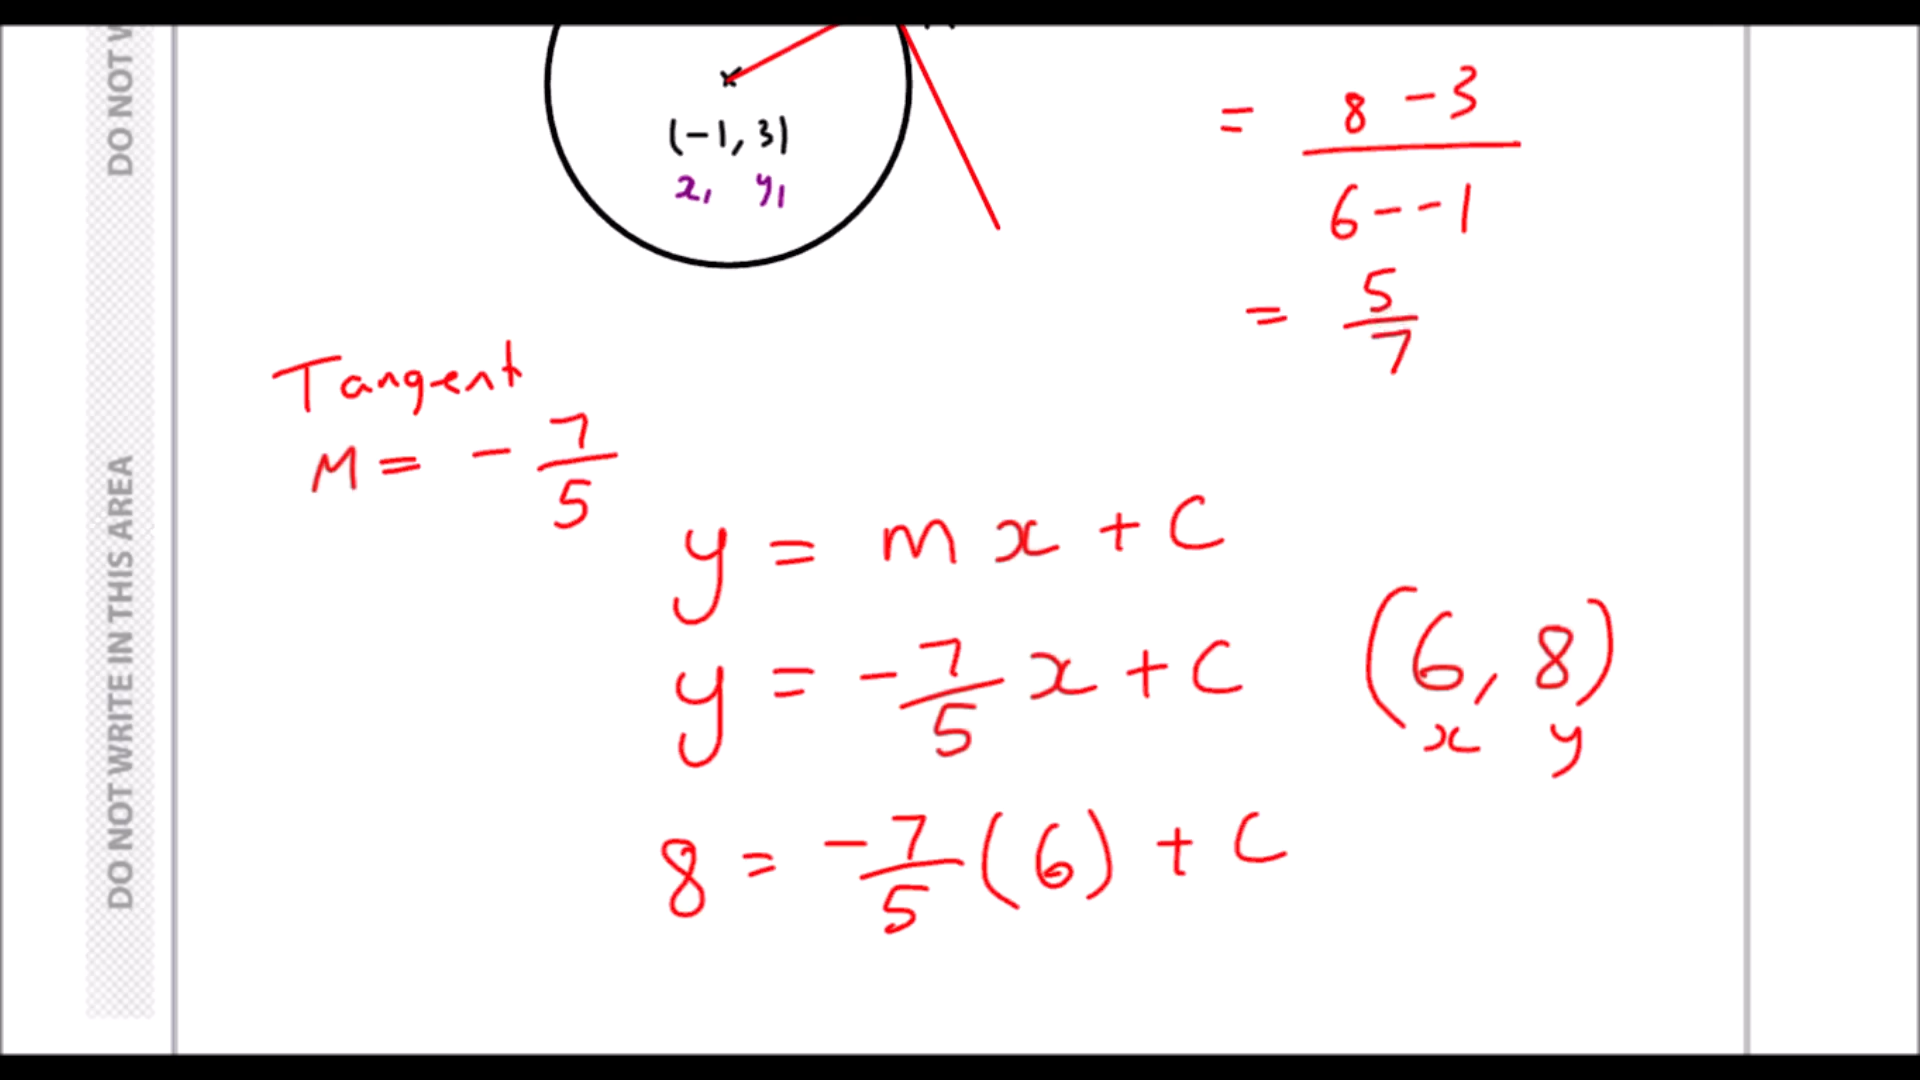 DO NOT W
(-1, 3)
x₁ y₁
= 8 - 3
6 - - 1
= 5
7
Tangent
M = - 7
5
y = mx + c
y = - 7/5 x + c (6, 8)
x y
8 = - 7/5 (6) + c
DO NOT WRITE IN THIS AREA